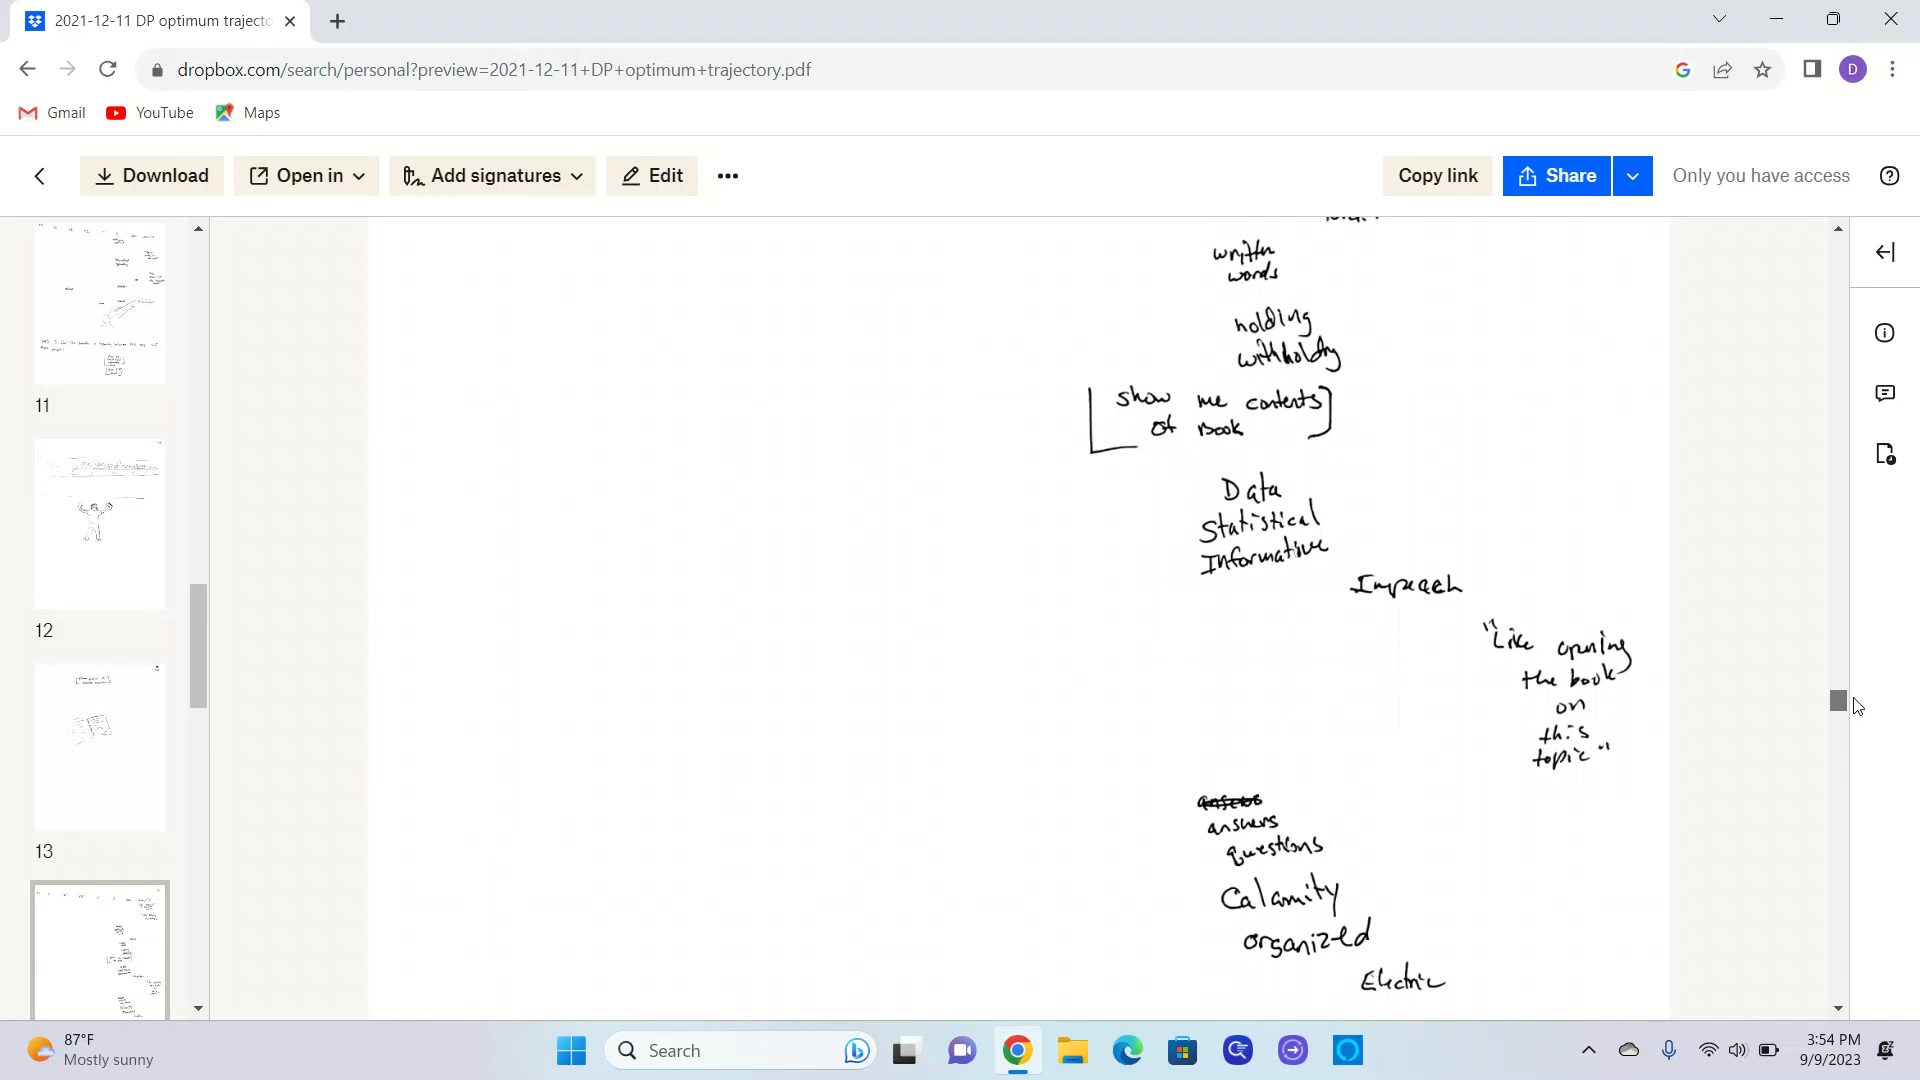 2021-12-11 DP optimum trajecto
dropbox.com/search/personal?preview=2021-12-11+DP+optimum+trajectory.pdf
D
Gmail
YouTube
Maps
Download
Open in
Add signatures
Edit
Copy link
Share
Only you have access
written
words
holding
withholding
show me contents
of Book
Data
Statistical
Informative
Impeach
"Like opening
the book
on
this
topic"
answers
questions
Calamity
organized
Electric
11
12
13
87°F
Mostly sunny
Search
3:54 PM
9/9/2023